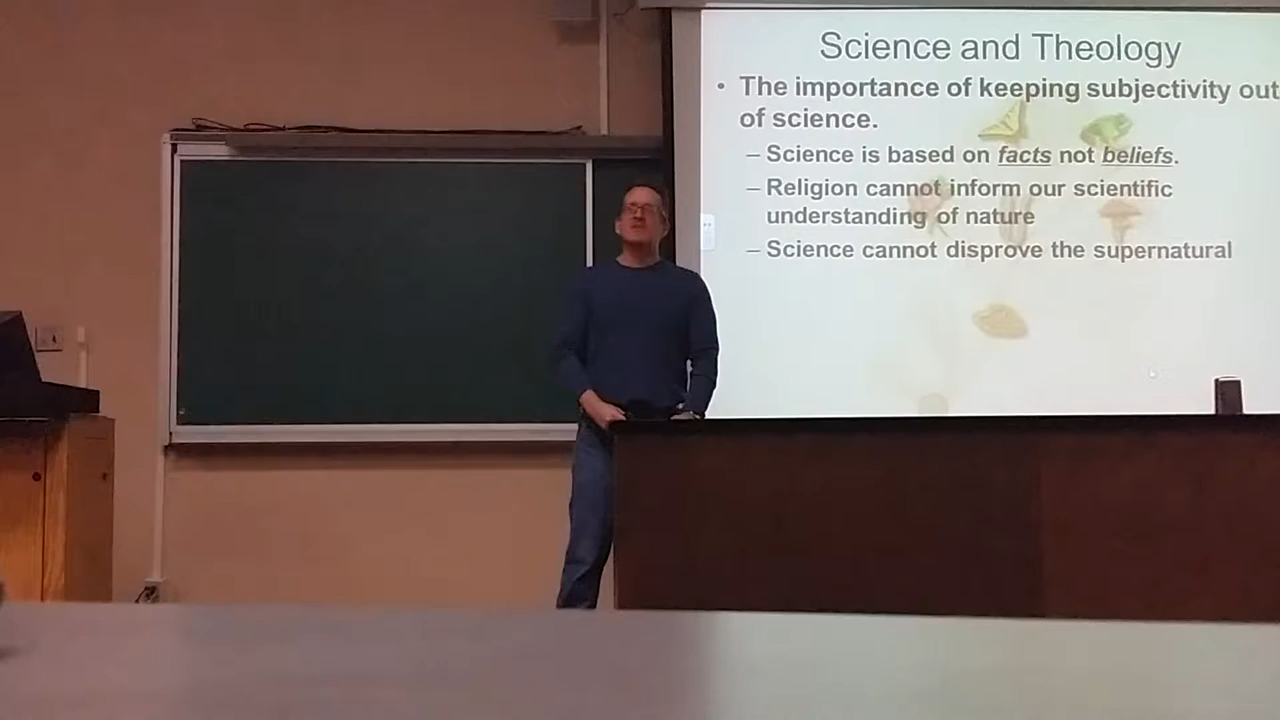 Science and Theology
• The importance of keeping subjectivity out
of science.
– Science is based on facts not beliefs.
– Religion cannot inform our scientific
understanding of nature
– Science cannot disprove the supernatural